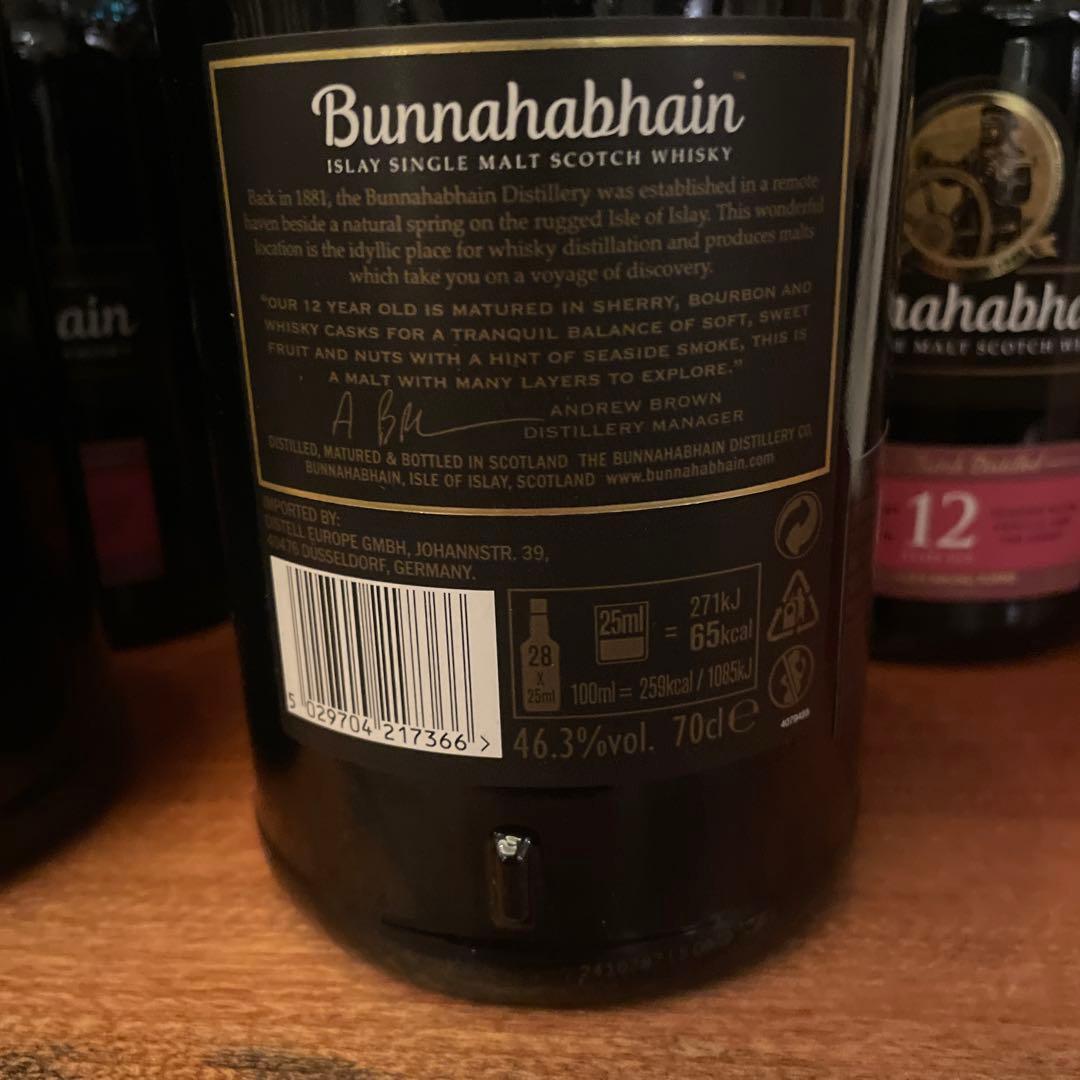 Bunnahabhain
ISLAY SINGLE MALT SCOTCH WHISKY
Back in 1881, the Bunnahabhain Distillery was established in a remote
haven beside a natural spring on the rugged Isle of Islay. This wonderful
location is the idyllic place for whisky distillation and produces malts
which take you on a voyage of discovery.
"OUR 12 YEAR OLD IS MATURED IN SHERRY, BOURBON AND
WHISKY CASKS FOR A TRANQUIL BALANCE OF SOFT, SWEET
FRUIT AND NUTS WITH A HINT OF SEASIDE SMOKE, THIS IS
A MALT WITH MANY LAYERS TO EXPLORE."
ANDREW BROWN
DISTILLERY MANAGER
DISTILLED, MATURED & BOTTLED IN SCOTLAND THE BUNNAHABHAIN DISTILLERY CO,
BUNNAHABHAIN, ISLE OF ISLAY, SCOTLAND www.bunnahabhain.com
IMPORTED BY:
DISTELL EUROPE GMBH, JOHANNSTR. 39,
40476 DUSSELDORF, GERMANY.
25ml = 271kJ
65kcal
28
x
25ml
100ml = 259kcal / 1085kJ
5 029704 217366 >
46.3%vol. 70cl e
ain
nahabha
MALT SCOTCH WH
12